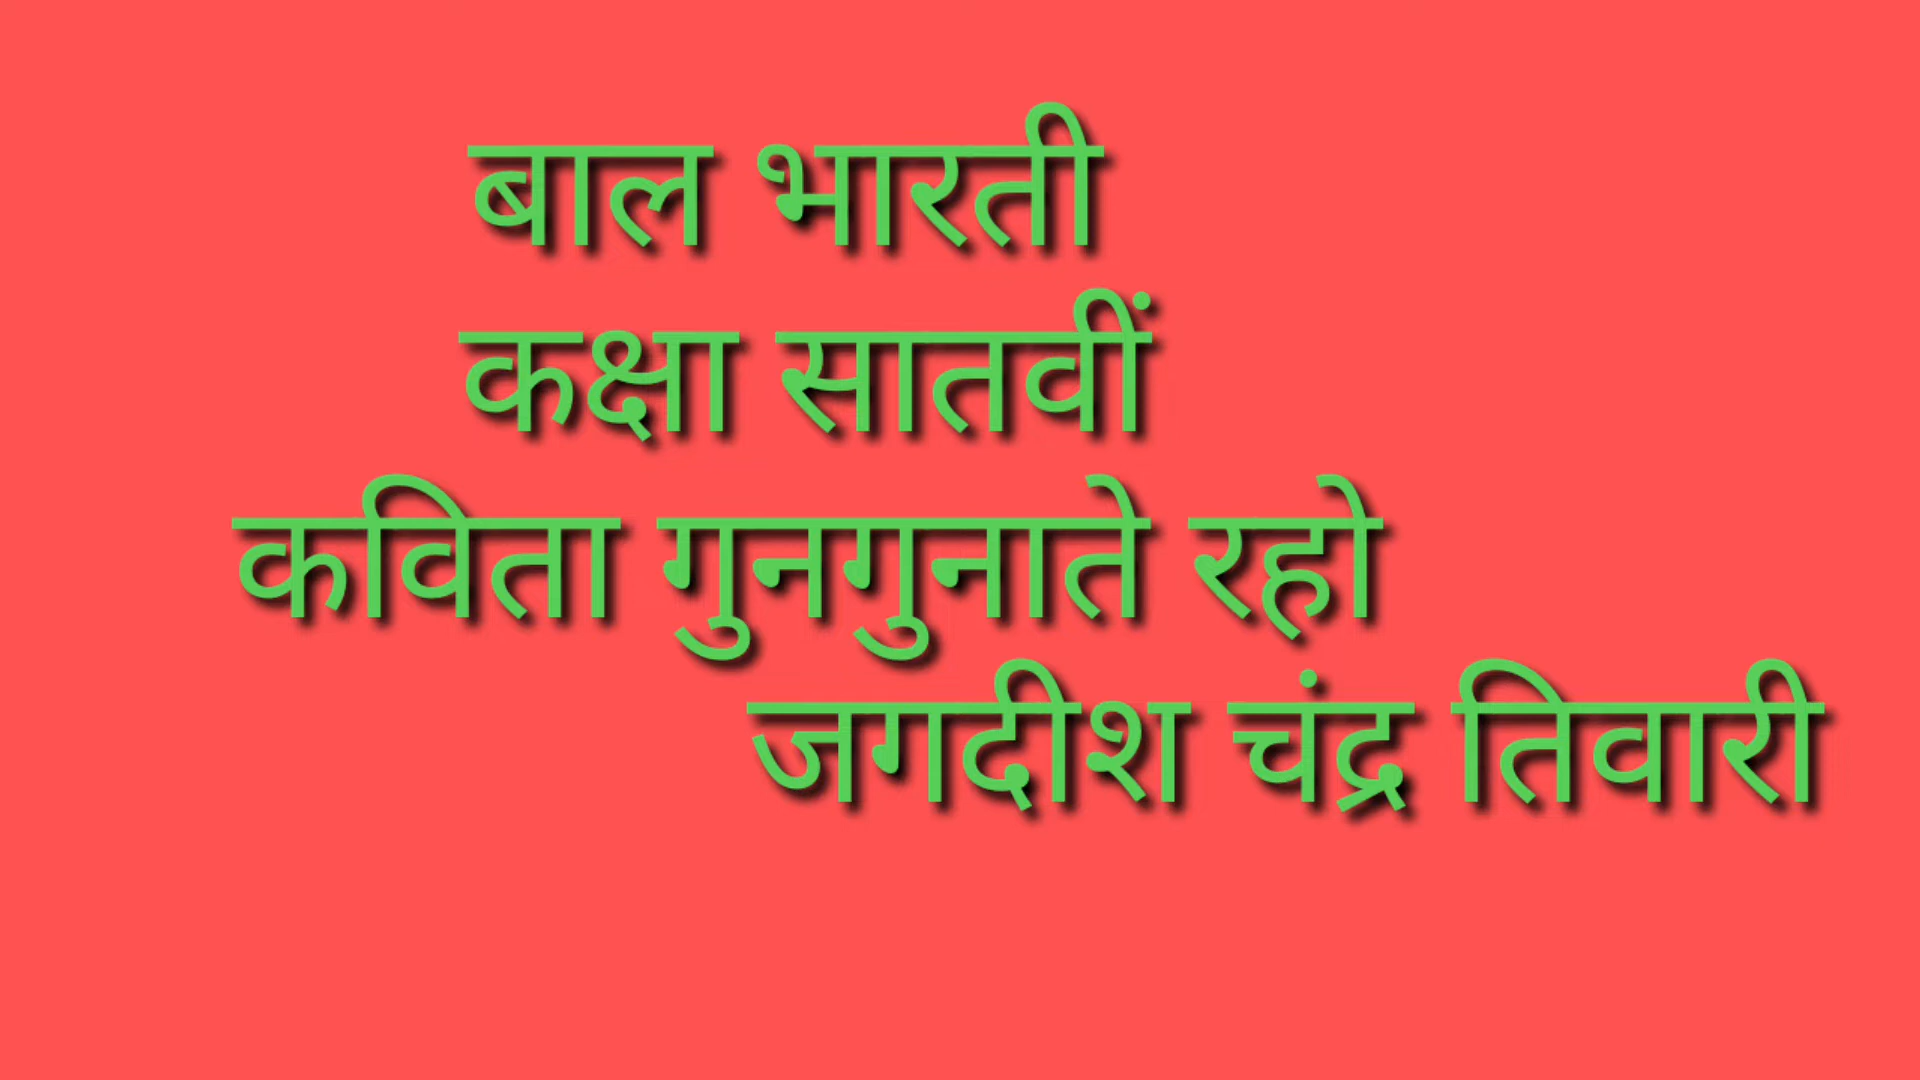 बाल भारती
कक्षा सातवीं
कविता गुनगुनाते रहो
जगदीश चंद्र तिवारी